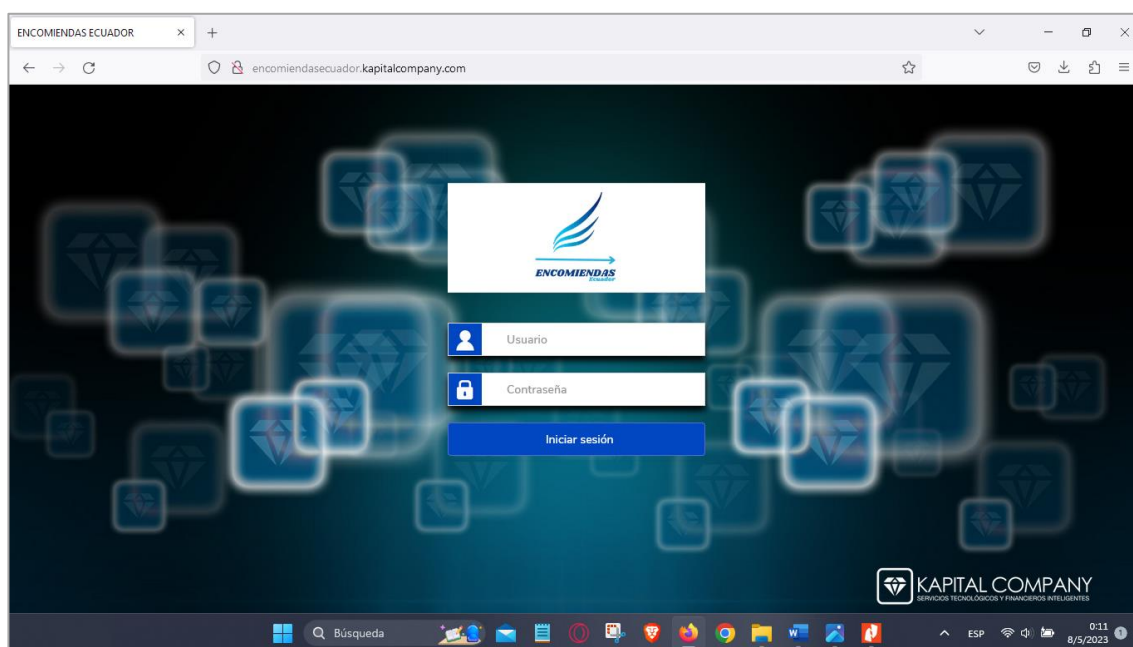 ENCOMIENDAS ECUADOR
encomiendasecuador.kapitalcompany.com
ENCOMIENDAS
Ecuador
Usuario
Contraseña
Iniciar sesión
KAPITAL COMPANY
SERVICIOS TECNOLÓGICOS Y FINANCIEROS INTELIGENTES
Búsqueda
ESP
0:11
8/5/2023
1